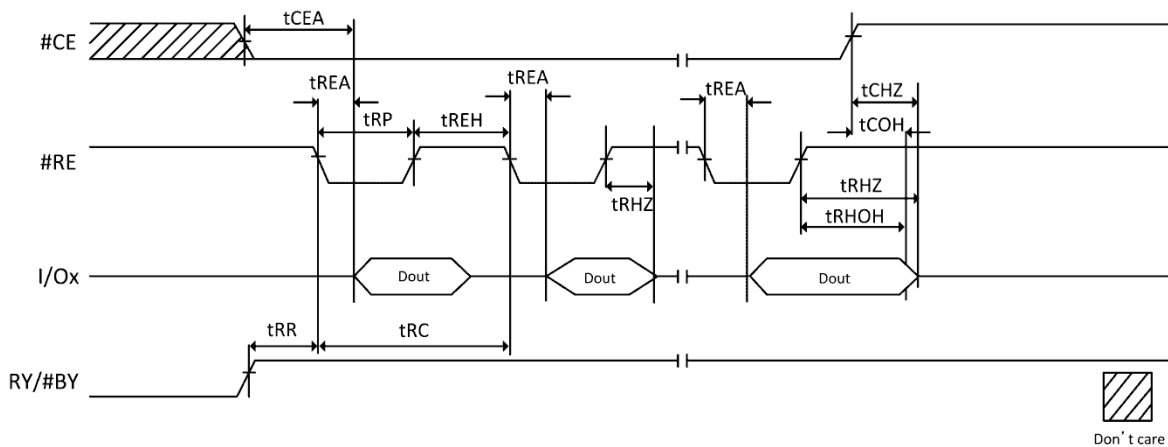 tCEA
#CE
tREA
tREA
tREA
tCHZ
tRP
tREH
tCOH
#RE
tRHZ
tRHZ
tRHOH
I/Ox
Dout
Dout
Dout
tRR
tRC
RY/#BY
Don't care